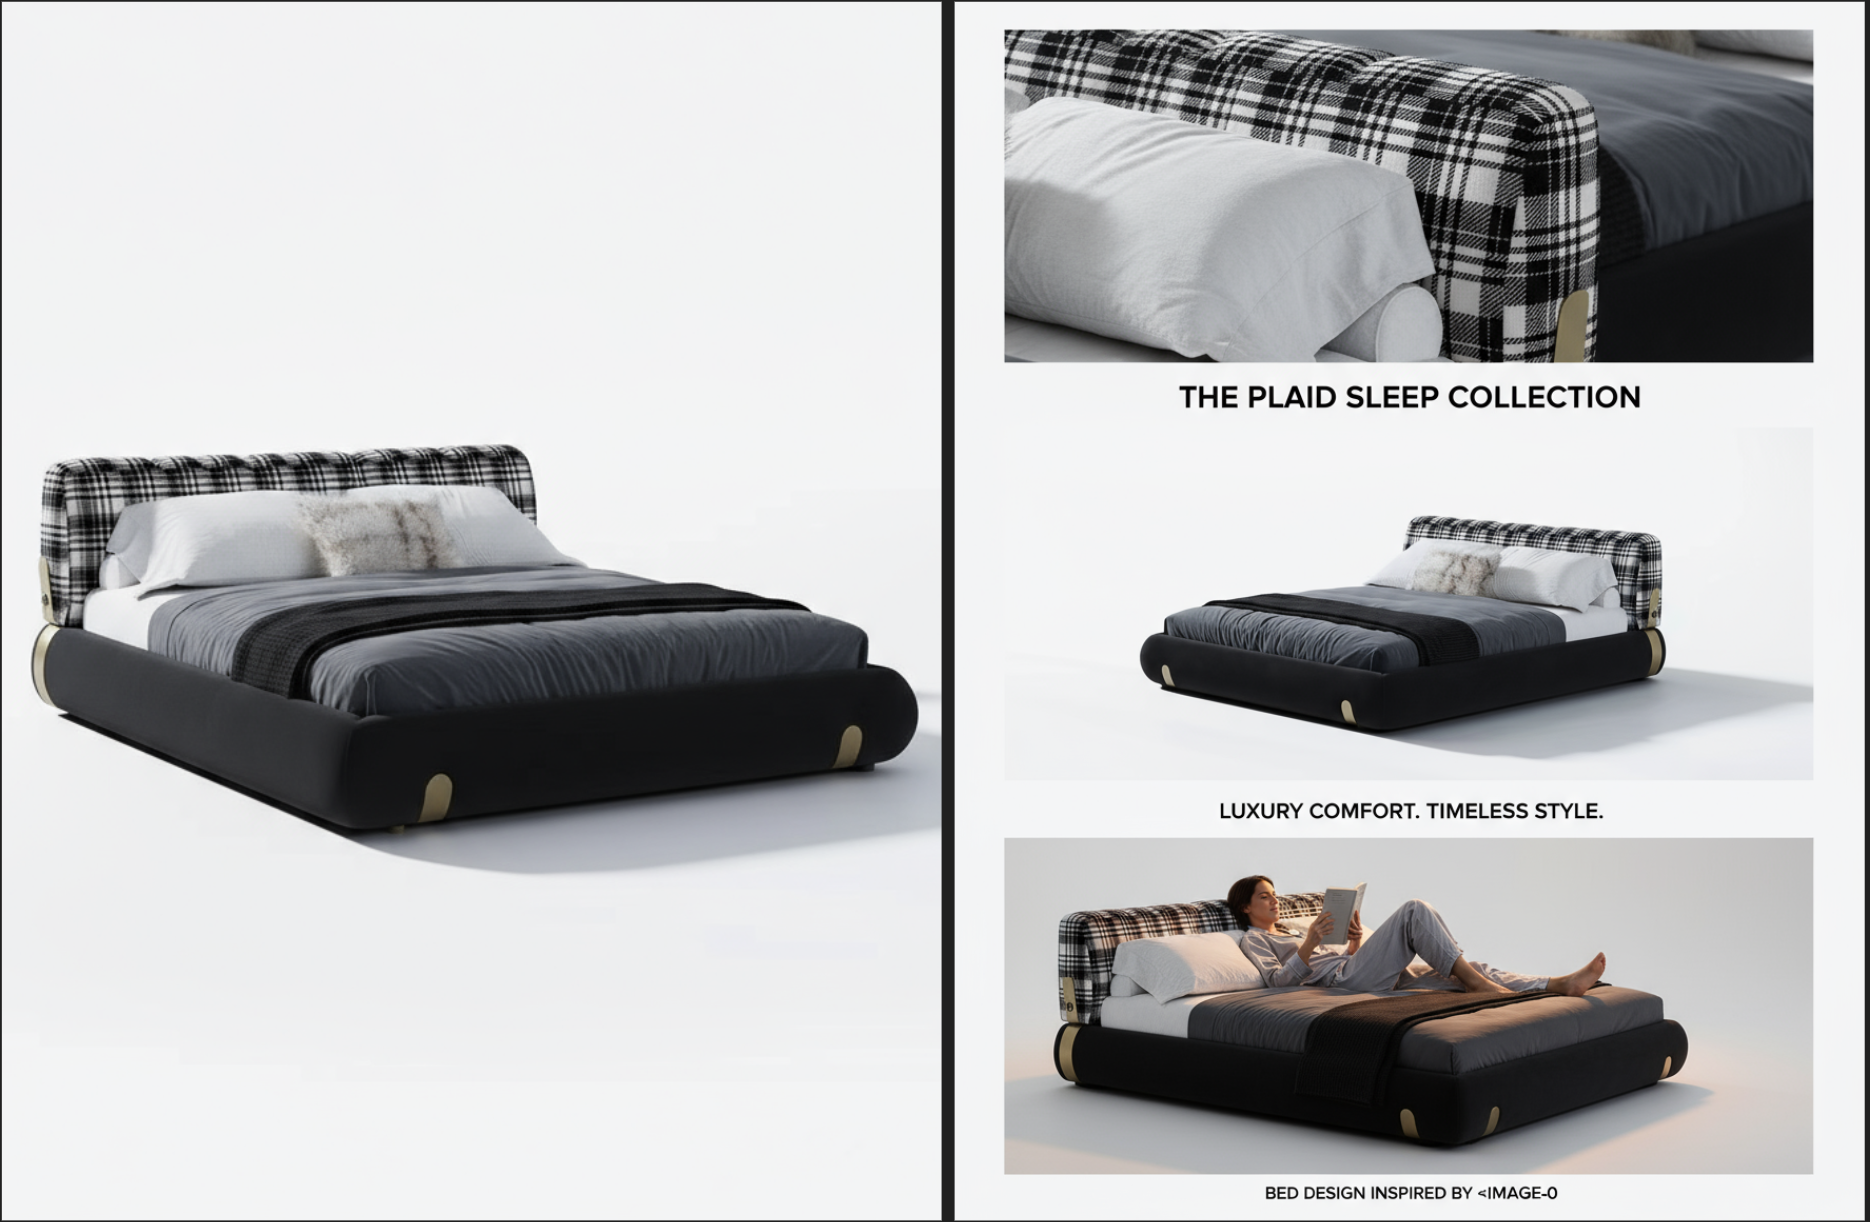 THE PLAID SLEEP COLLECTION
LUXURY COMFORT. TIMELESS STYLE.
BED DESIGN INSPIRED BY <IMAGE-0